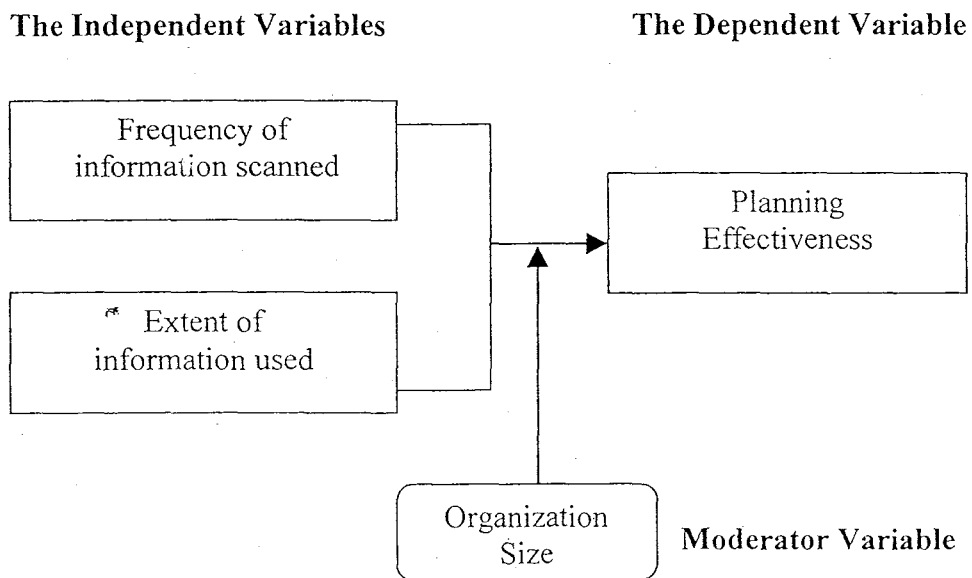 The Independent Variables
The Dependent Variable
Frequency of
information scanned
Planning
Effectiveness
Extent of
information used
Organization
Size
Moderator Variable